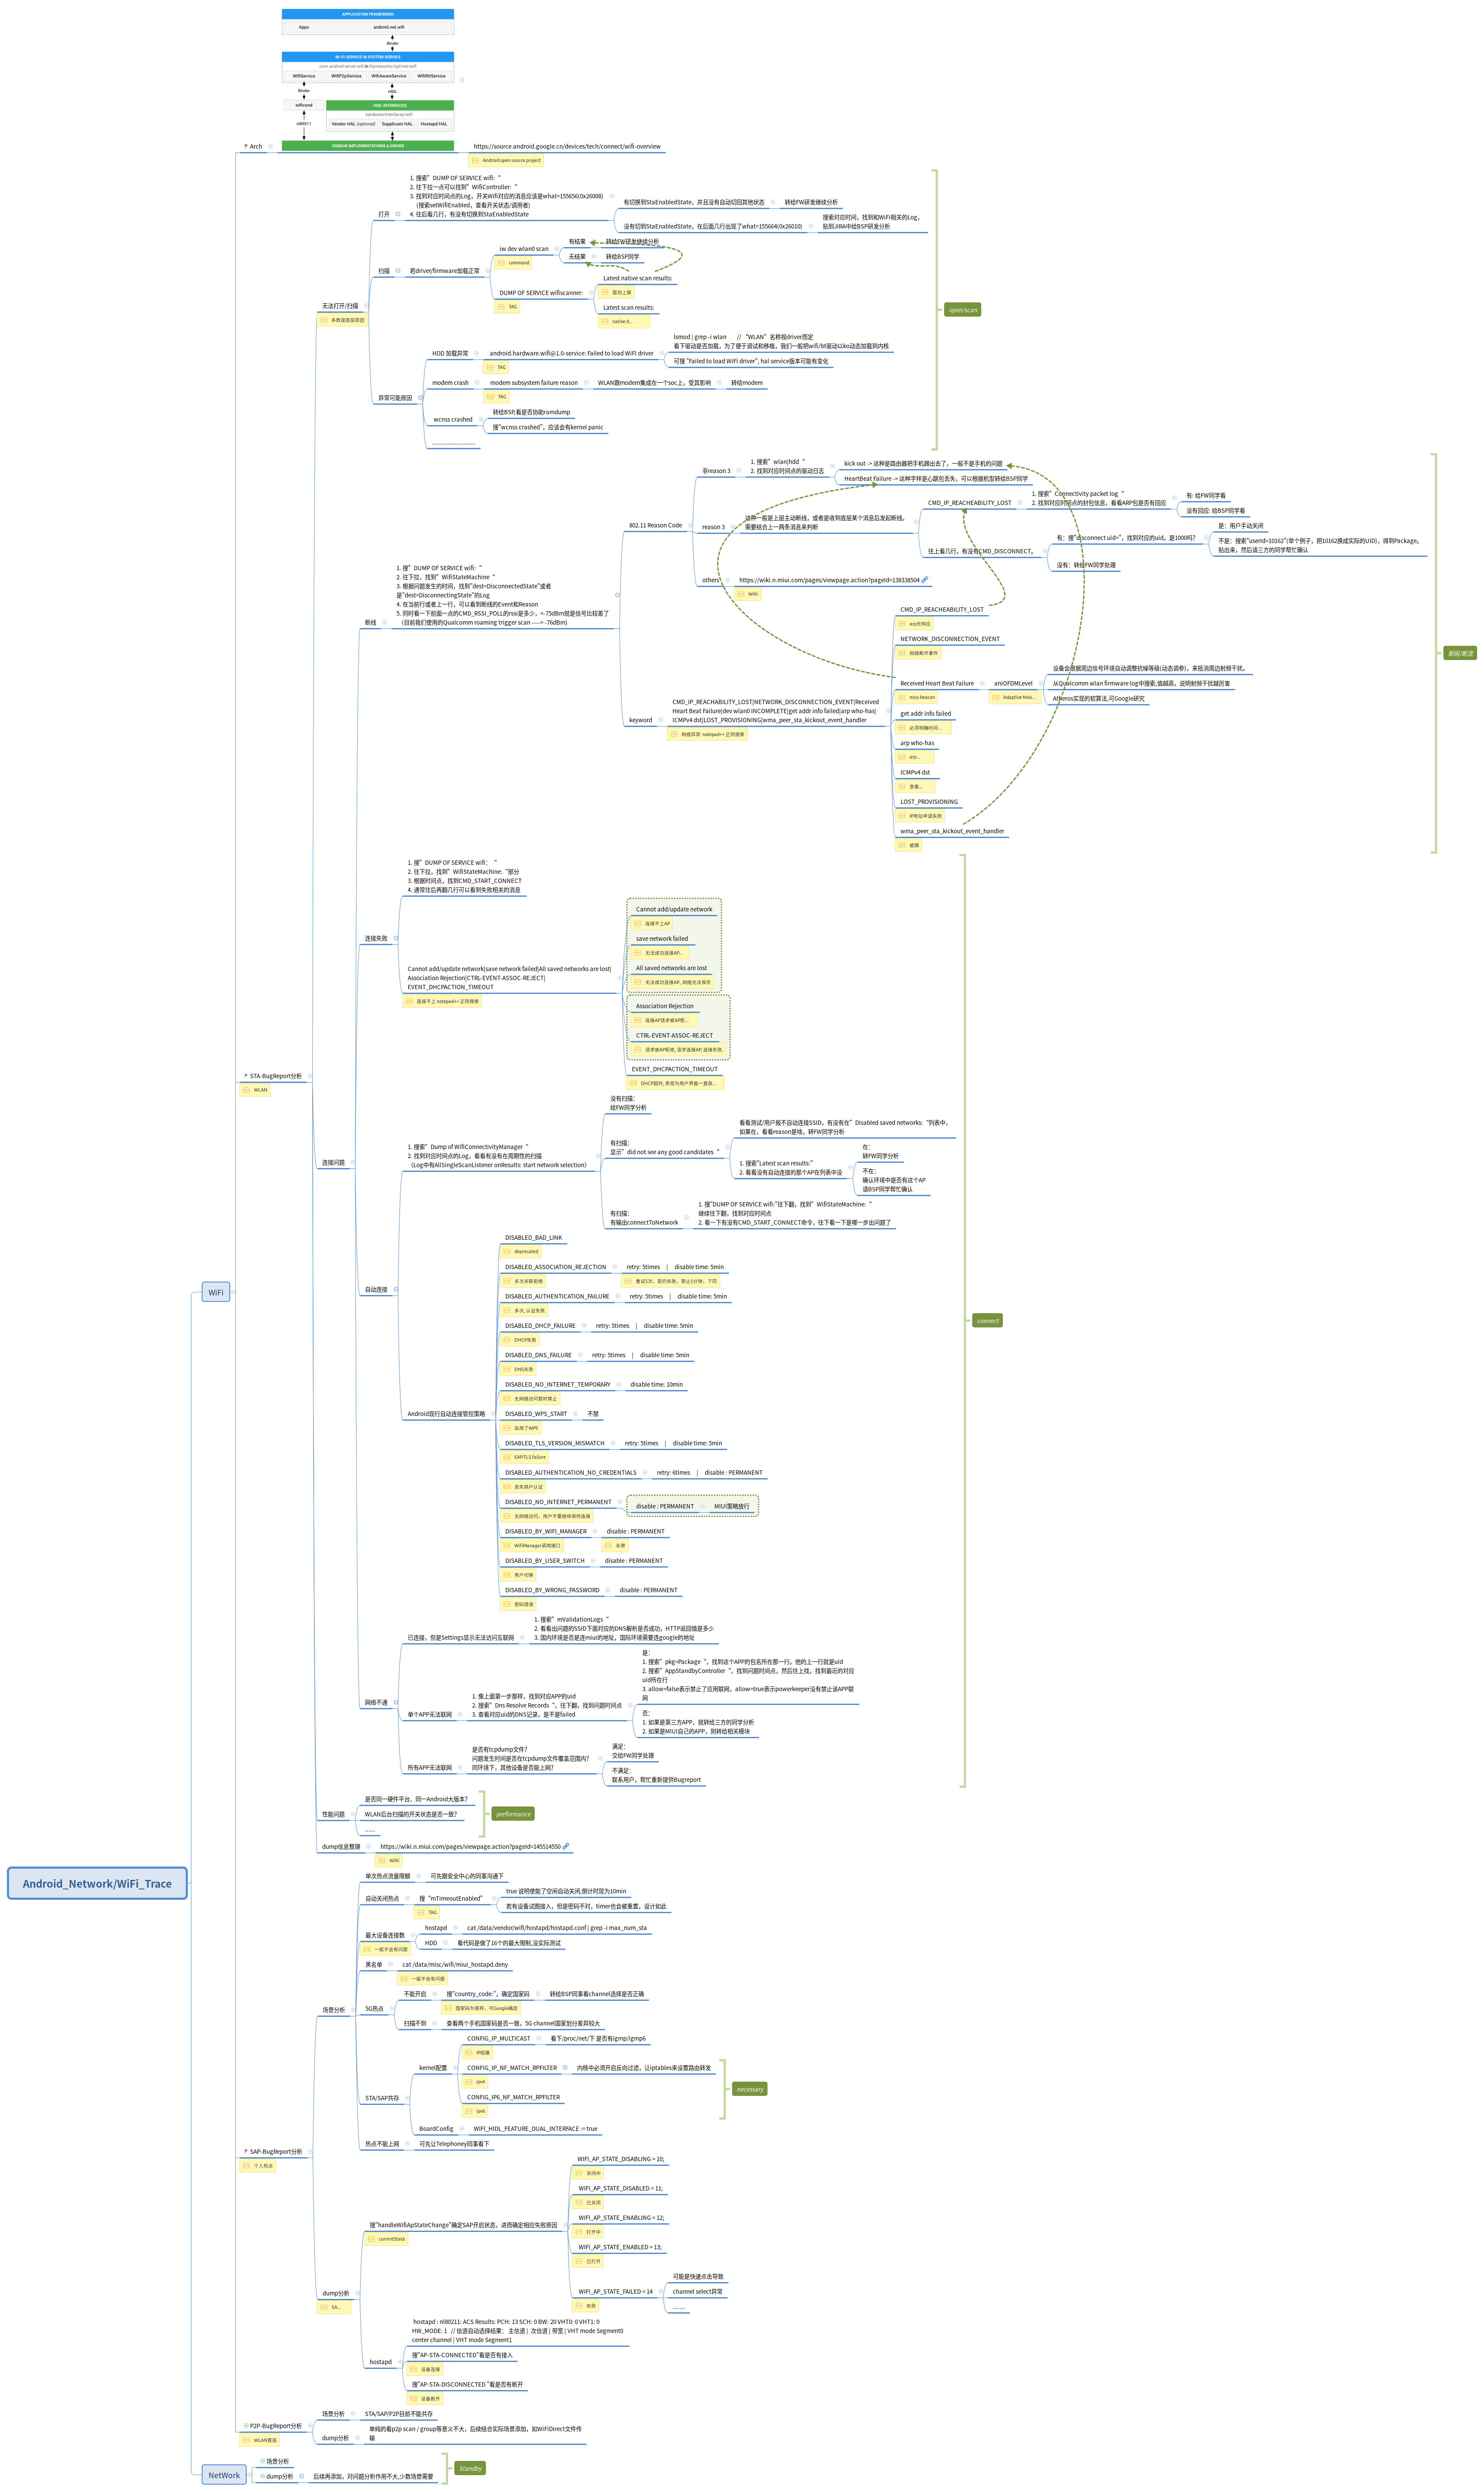 APPLICATION FRAMEWORK
Apps
android.net.wifi
Binder
WI-FI SERVICE IN SYSTEM SERVICE
com.android.server.wifi in frameworks/opt/net/wifi
WifiService
WifiP2pService
WifiAwareService
WifiRttService
Binder
HIDL
wificond
HIDL INTERFACES
hardware/interfaces/wifi
nl80211
Vendor HAL (optional)
Supplicant HAL
Hostapd HAL
VENDOR IMPLEMENTATIONS & DRIVER
Arch
https://source.android.google.cn/devices/tech/connect/wifi-overview
Android open source project
1. 搜索”DUMP OF SERVICE wifi:“
2. 往下拉一点可以找到”WifiController:“
3. 找到对应时间点的Log，开关Wifi对应的消息应该是what=155656(0x26008)
(搜索setWifiEnabled，查看开关状态/调用者)
4. 往后看几行，有没有切换到StaEnabledState
打开
有切换到StaEnabledState，并且没有自动切回其他状态
转给FW研发继续分析
没有切到StaEnabledState，在后面几行出现了what=155664(0x26010)
搜索对应时间，找到和WiFi相关的Log，
贴到JIRA中给BSP研发分析
扫描
若driver/firmware加载正常
iw dev wlan0 scan
command
有结果
转给FW研发继续分析
无结果
转给BSP同学
DUMP OF SERVICE wifiscanner:
TAG
Latest native scan results:
驱动上报
Latest scan results:
native d...
open/scan
无法打开/扫描
多数是底层原因
异常可能原因
HDD 加载异常
android.hardware.wifi@1.0-service: Failed to load WiFi driver
TAG
lsmod | grep -i wlan // “WLAN”名称视driver而定
看下驱动是否加载，为了便于调试和移植，我们一般把wifi/bt驱动以ko动态加载到内核
可搜 "Failed to load WiFi driver", hal service版本可能有变化
modem crash
modem subsystem failure reason
TAG
WLAN跟modem集成在一个soc上，受其影响
转给modem
wcnss crashed
转给BSP,看是否协助ramdump
搜"wcnss crashed"，应该会有kernel panic
..........................
断线
1. 搜”DUMP OF SERVICE wifi:“
2. 往下拉，找到”WifiStateMachine“
3. 根据问题发生的时间，找到"dest=DisconnectedState"或者
是"dest=DisconnectingState"的Log
4. 在当前行或者上一行，可以看到断线的Event和Reason
5. 同时看一下前面一点的CMD_RSSI_POLL的rssi是多少，<-75dBm就是信号比较差了
(目前我们使用的Qualcomm roaming trigger scan ----> -76dBm)
802.11 Reason Code
非reason 3
1. 搜索”wlan|hdd“
2. 找到对应时间点的驱动日志
kick out -> 这种是路由器把手机踢出去了，一般不是手机的问题
HeartBeat Failure -> 这种字样是心跳包丢失，可以根据机型转给BSP同学
reason 3
这种一般是上层主动断线，或者是收到底层某个消息后发起断线。
需要结合上一两条消息来判断
CMD_IP_REACHEABILITY_LOST
1. 搜索”Connectivity packet log“
2. 找到对应时间点的封包信息，看看ARP包是否有回应
有: 给FW同学看
没有回应: 给BSP同学看
往上看几行，有没有CMD_DISCONNECT。
有：搜"disconnect uid="，找到对应的uid。是1000吗？
是：用户手动关闭
不是：搜索"userId=10162"(举个例子，把10162换成实际的UID)，得到Package。
贴出来，然后请三方的同学帮忙确认
没有：转给FW同学处理
others
https://wiki.n.miui.com/pages/viewpage.action?pageId=138338504
WiKi
keyword
CMD_IP_REACHABILITY_LOST|NETWORK_DISCONNECTION_EVENT|Received
Heart Beat Failure|dev wlan0 INCOMPLETE|get addr info failed|arp who-has|
ICMPv4 dst|LOST_PROVISIONING|wma_peer_sta_kickout_event_handler
网络异常 notepad++ 正则搜索
CMD_IP_REACHEABILITY_LOST
arp无响应
NETWORK_DISCONNECTION_EVENT
网络断开事件
Received Heart Beat Failure
miss beacon
aniOFDMLevel
Adaptive Nois...
设备会根据周边信号环境自动调整抗噪等级(动态调参)，来抵消周边射频干扰。
从Qualcomm wlan firmware log中搜索,值越高，说明射频干扰越厉害
Atheros实现的软算法,可Google研究
get addr info failed
必须明确时间...
arp who-has
arp...
ICMPv4 dst
查看...
LOST_PROVISIONING
IP地址申请失败
wma_peer_sta_kickout_event_handler
被踢
断网/断流
STA-BugReport分析
WLAN
连接问题
连接失败
1. 搜”DUMP OF SERVICE wifi：“
2. 往下拉，找到”WifiStateMachine:“部分
3. 根据时间点，找到CMD_START_CONNECT
4. 通常往后再翻几行可以看到失败相关的消息
Cannot add/update network|save network failed|All saved networks are lost|
Association Rejection|CTRL-EVENT-ASSOC-REJECT|
EVENT_DHCPACTION_TIMEOUT
连接不上 notepad++ 正则搜索
Cannot add/update network
连接不上AP
save network failed
无法成功连接AP...
All saved networks are lost
无法成功连接AP , 网络无法保存
Association Rejection
连接AP请求被AP拒...
CTRL-EVENT-ASSOC-REJECT
请求被AP拒绝, 请求连接AP, 连接失败.
EVENT_DHCPACTION_TIMEOUT
DHCP超时, 表现为用户界面一直获...
自动连接
1. 搜索”Dump of WifiConnectivityManager“
2. 找到对应时间点的Log，看看有没有在周期性的扫描
（Log中有AllSingleScanListener onResults: start network selection)
没有扫描：
给FW同学分析
有扫描：
显示”did not see any good candidates“
看看测试/用户报不自动连接SSID，有没有在”Disabled saved networks:“列表中，
如果在，看看reason是啥，转FW同学分析
1. 搜索"Latest scan results:"
2. 看看没有自动连接的那个AP在列表中没
在：
转FW同学分析
不在：
确认环境中是否有这个AP
请BSP同学帮忙确认
有扫描：
有输出connectToNetwork
1. 搜"DUMP OF SERVICE wifi:"往下翻，找到”WifiStateMachine:“
继续往下翻，找到对应时间点
2. 看一下有没有CMD_START_CONNECT命令，往下看一下是哪一步出问题了
Android现行自动连接管控策略
DISABLED_BAD_LINK
deprecated
DISABLED_ASSOCIATION_REJECTION
多次关联拒绝
retry: 5times | disable time: 5min
重试5次，若仍失败，禁止5分钟，下同
DISABLED_AUTHENTICATION_FAILURE
多次, 认证失败
retry: 5times | disable time: 5min
DISABLED_DHCP_FAILURE
DHCP失败
retry: 5times | disable time: 5min
DISABLED_DNS_FAILURE
DNS失败
retry: 5times | disable time: 5min
DISABLED_NO_INTERNET_TEMPORARY
无网络访问暂时禁止
disable time: 10min
DISABLED_WPS_START
启用了WPS
不禁
DISABLED_TLS_VERSION_MISMATCH
EAP-TLS failure
retry: 5times | disable time: 5min
DISABLED_AUTHENTICATION_NO_CREDENTIALS
丢失用户认证
retry: 6times | disable : PERMANENT
DISABLED_NO_INTERNET_PERMANENT
无网络访问，用户不要继续保持连接
disable : PERMANENT
MIUI策略放行
DISABLED_BY_WIFI_MANAGER
WifiManager调用接口
disable : PERMANENT
永禁
DISABLED_BY_USER_SWITCH
用户切换
disable : PERMANENT
DISABLED_BY_WRONG_PASSWORD
密码错误
disable : PERMANENT
connect
WiFi
网络不通
已连接，但是Settings显示无法访问互联网
1. 搜索”mValidationLogs“
2. 看看出问题的SSID下面对应的DNS解析是否成功，HTTP返回值是多少
3. 国内环境是否是连miui的地址，国际环境需要连google的地址
单个APP无法联网
1. 像上面第一步那样，找到对应APP的uid
2. 搜索”Dns Resolve Records“，往下翻，找到问题时间点
3. 查看对应uid的DNS记录，是不是failed
是：
1. 搜索”pkg=Package“，找到这个APP的包名所在那一行，他的上一行就是uid
2. 搜索”AppStandbyController“，找到问题时间点，然后往上找，找到最近的对应
uid所在行
3. allow=false表示禁止了应用联网，allow=true表示powerkeeper没有禁止该APP联
网
否：
1. 如果是第三方APP，就转给三方的同学分析
2. 如果是MIUI自己的APP，则转给相关模块
所有APP无法联网
是否有tcpdump文件？
问题发生时间是否在tcpdump文件覆盖范围内？
同环境下，其他设备是否能上网？
满足：
交给FW同学处理
不满足：
联系用户，帮忙重新提供Bugreport
性能问题
是否同一硬件平台、同一Android大版本？
WLAN后台扫描的开关状态是否一致？
......
performance
dump信息整理
https://wiki.n.miui.com/pages/viewpage.action?pageId=145514550
WiKi
Android_Network/WiFi_Trace
SAP-BugReport分析
个人热点
场景分析
单次热点流量限额
可先跟安全中心的同事沟通下
自动关闭热点
搜“mTimeoutEnabled”
TAG
true 说明使能了空闲自动关闭,倒计时现为10min
若有设备试图接入，但是密码不对，timer也会被重置，设计如此
最大设备连接数
一般不会有问题
hostapd
cat /data/vendor/wifi/hostapd/hostapd.conf | grep -i max_num_sta
HDD
看代码是做了16个的最大限制,没实际测试
黑名单
cat /data/misc/wifi/miui_hostapd.deny
一般不会有问题
5G热点
不能开启
搜"country_code:"，确定国家码
国家码为简称，可Google确定
转给BSP同事看channel选择是否正确
扫描不到
查看两个手机国家码是否一致，5G channel国家划分差异较大
STA/SAP共存
kernel配置
CONFIG_IP_MULTICAST
IP组播
看下/proc/net/下 是否有igmp/igmp6
CONFIG_IP_NF_MATCH_RPFILTER
ipv4
内核中必须开启反向过滤，让iptables来设置路由转发
CONFIG_IP6_NF_MATCH_RPFILTER
ipv6
necessary
BoardConfig
WIFI_HIDL_FEATURE_DUAL_INTERFACE := true
热点不能上网
可先让Telephoney同事看下
dump分析
SA...
搜"handleWifiApStateChange"确定SAP开启状态，进而确定相应失败原因
currentState
WIFI_AP_STATE_DISABLING = 10;
关闭中
WIFI_AP_STATE_DISABLED = 11;
已关闭
WIFI_AP_STATE_ENABLING = 12;
打开中
WIFI_AP_STATE_ENABLED = 13;
已打开
WIFI_AP_STATE_FAILED = 14
失败
可能是快速点击导致
channel select异常
.......
hostapd
hostapd : nl80211: ACS Results: PCH: 13 SCH: 0 BW: 20 VHT0: 0 VHT1: 0
HW_MODE: 1 // 信道自动选择结果： 主信道 | 次信道 | 带宽 | VHT mode Segment0
center channel | VHT mode Segment1
搜"AP-STA-CONNECTED"看是否有接入
设备连接
搜"AP-STA-DISCONNECTED "看是否有断开
设备断开
P2P-BugReport分析
WLAN直连
场景分析
STA/SAP/P2P目前不能共存
dump分析
单纯的看p2p scan / group等意义不大，后续结合实际场景添加，如WiFiDirect文件传
输
NetWork
场景分析
dump分析
后续再添加，对问题分析作用不大,少数场景需要
Standby